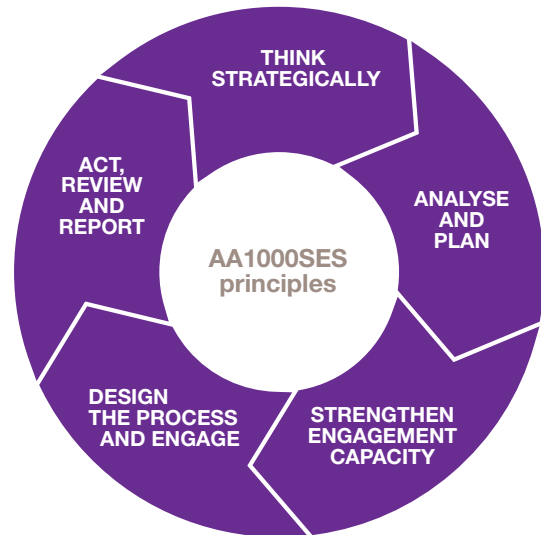 THINK
STRATEGICALLY
ANALYSE
AND
PLAN
STRENGTHEN
ENGAGEMENT
CAPACITY
DESIGN
THE PROCESS
AND ENGAGE
ACT,
REVIEW
AND
REPORT
AA1000SES
principles